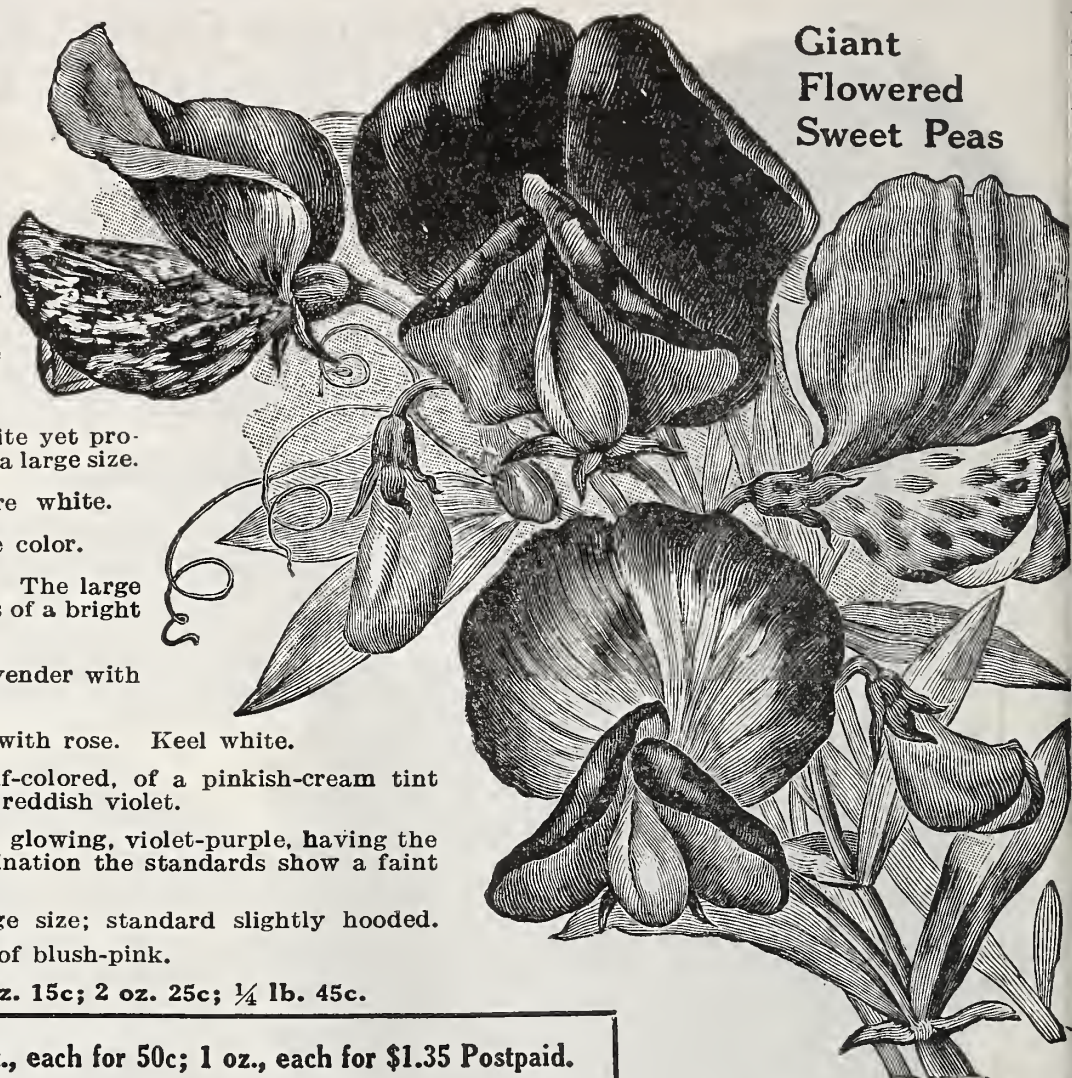 Giant
Flowered
Sweet Peas
ite yet pro-
a large size.
re white.
e color.
The large
s of a bright
vender with
with rose. Keel white.
lf-colored, of a pinkish-cream tint
reddish violet.
glowing, violet-purple, having the
ination the standards show a faint
ge size; standard slightly hooded.
of blush-pink.
z. 15c; 2 oz. 25c; ¼ lb. 45c.
., each for 50c; 1 oz., each for $1.35 Postpaid.